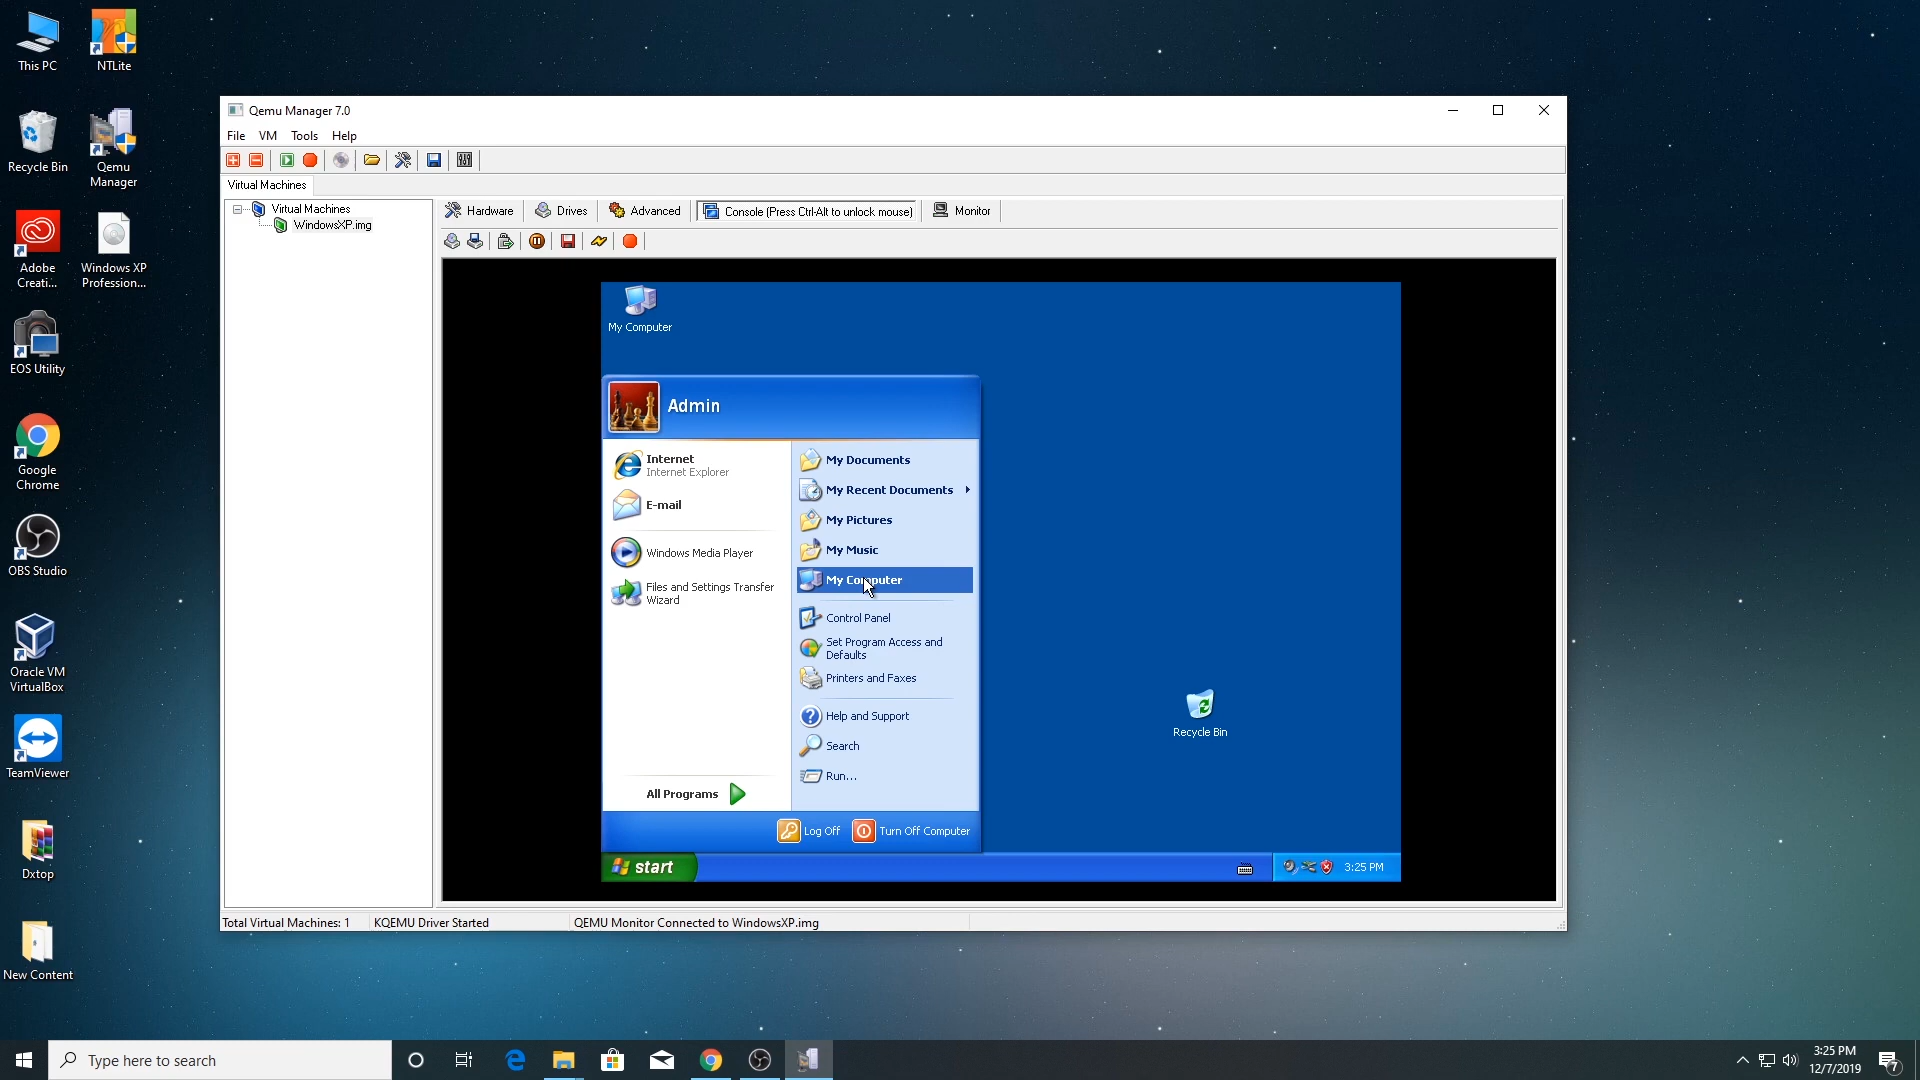 This PC
NTLite
Recycle Bin
Qemu
Manager
Adobe
Creati...
Windows XP
Profession...
EOS Utility
Google
Chrome
OBS Studio
Oracle VM
VirtualBox
TeamViewer
Dxtop
New Content
Qemu Manager 7.0
File VM Tools Help
Virtual Machines
Virtual Machines
WindowsXP.img
Hardware Drives Advanced Console (Press Ctrl-Alt to unlock mouse) Monitor
My Computer
Admin
Internet
Internet Explorer
E-mail
Windows Media Player
Files and Settings Transfer
Wizard
All Programs
My Documents
My Recent Documents
My Pictures
My Music
My Computer
Control Panel
Set Program Access and
Defaults
Printers and Faxes
Help and Support
Search
Run...
Log Off Turn Off Computer
Recycle Bin
start
3:25 PM
Total Virtual Machines: 1 KQEMU Driver Started QEMU Monitor Connected to WindowsXP.img
Type here to search
3:25 PM
12/7/2019
7